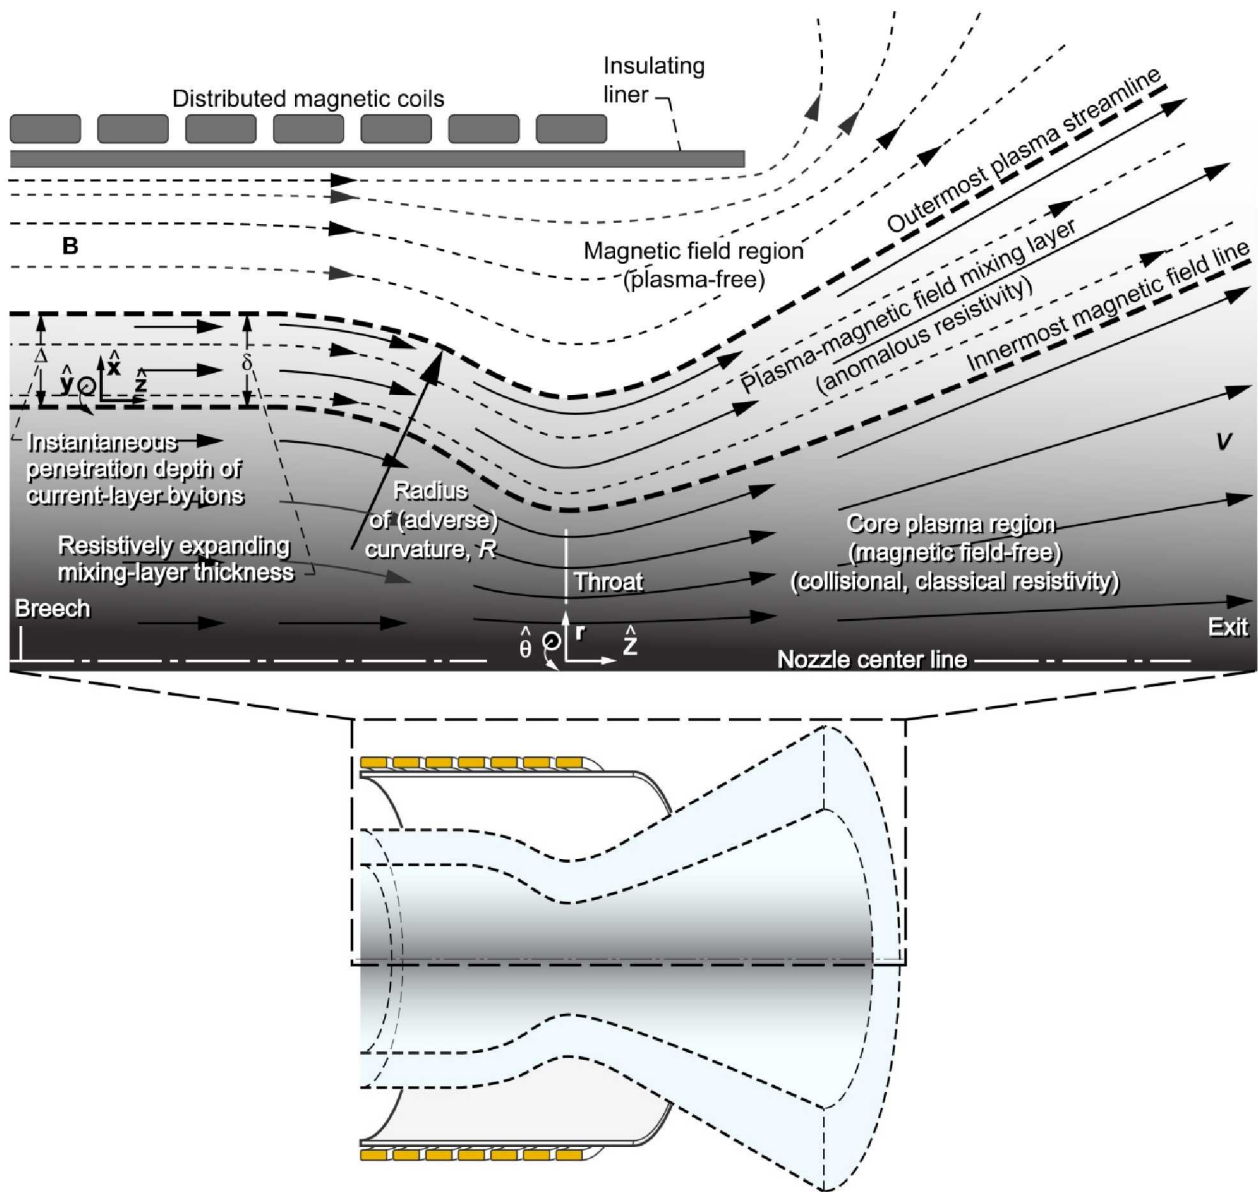 Insulating
liner
Distributed magnetic coils
Outermost plasma streamline
B
Magnetic field region
(plasma-free)
Plasma-magnetic field mixing layer
(anomalous resistivity)
Innermost magnetic field line
Δ
δ
x̂
ŷ
ẑ
Instantaneous
penetration depth of
current-layer by ions
V
Radius
of (adverse)
curvature, R
Core plasma region
(magnetic field-free)
(collisional, classical resistivity)
Resistively expanding
mixing-layer thickness
Throat
Breech
Exit
r̂
θ̂
Ẑ
Nozzle center line